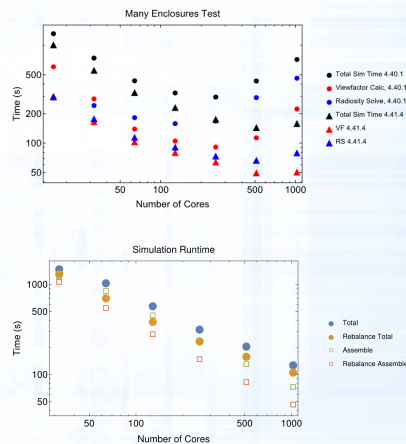 Many Enclosures Test
500
200
100
50
Time (s)
50
100
500
1000
Number of Cores
Total Sim Time 4.40.1
Viewfactor Calc, 4.40.1
Radiosity Solve, 4.40.1
Total Sim Time 4.41.4
VF 4.41.4
RS 4.41.4
Simulation Runtime
1000
500
100
50
Time (s)
50
100
500
1000
Number of Cores
Total
Rebalance Total
Assemble
Rebalance Assemble